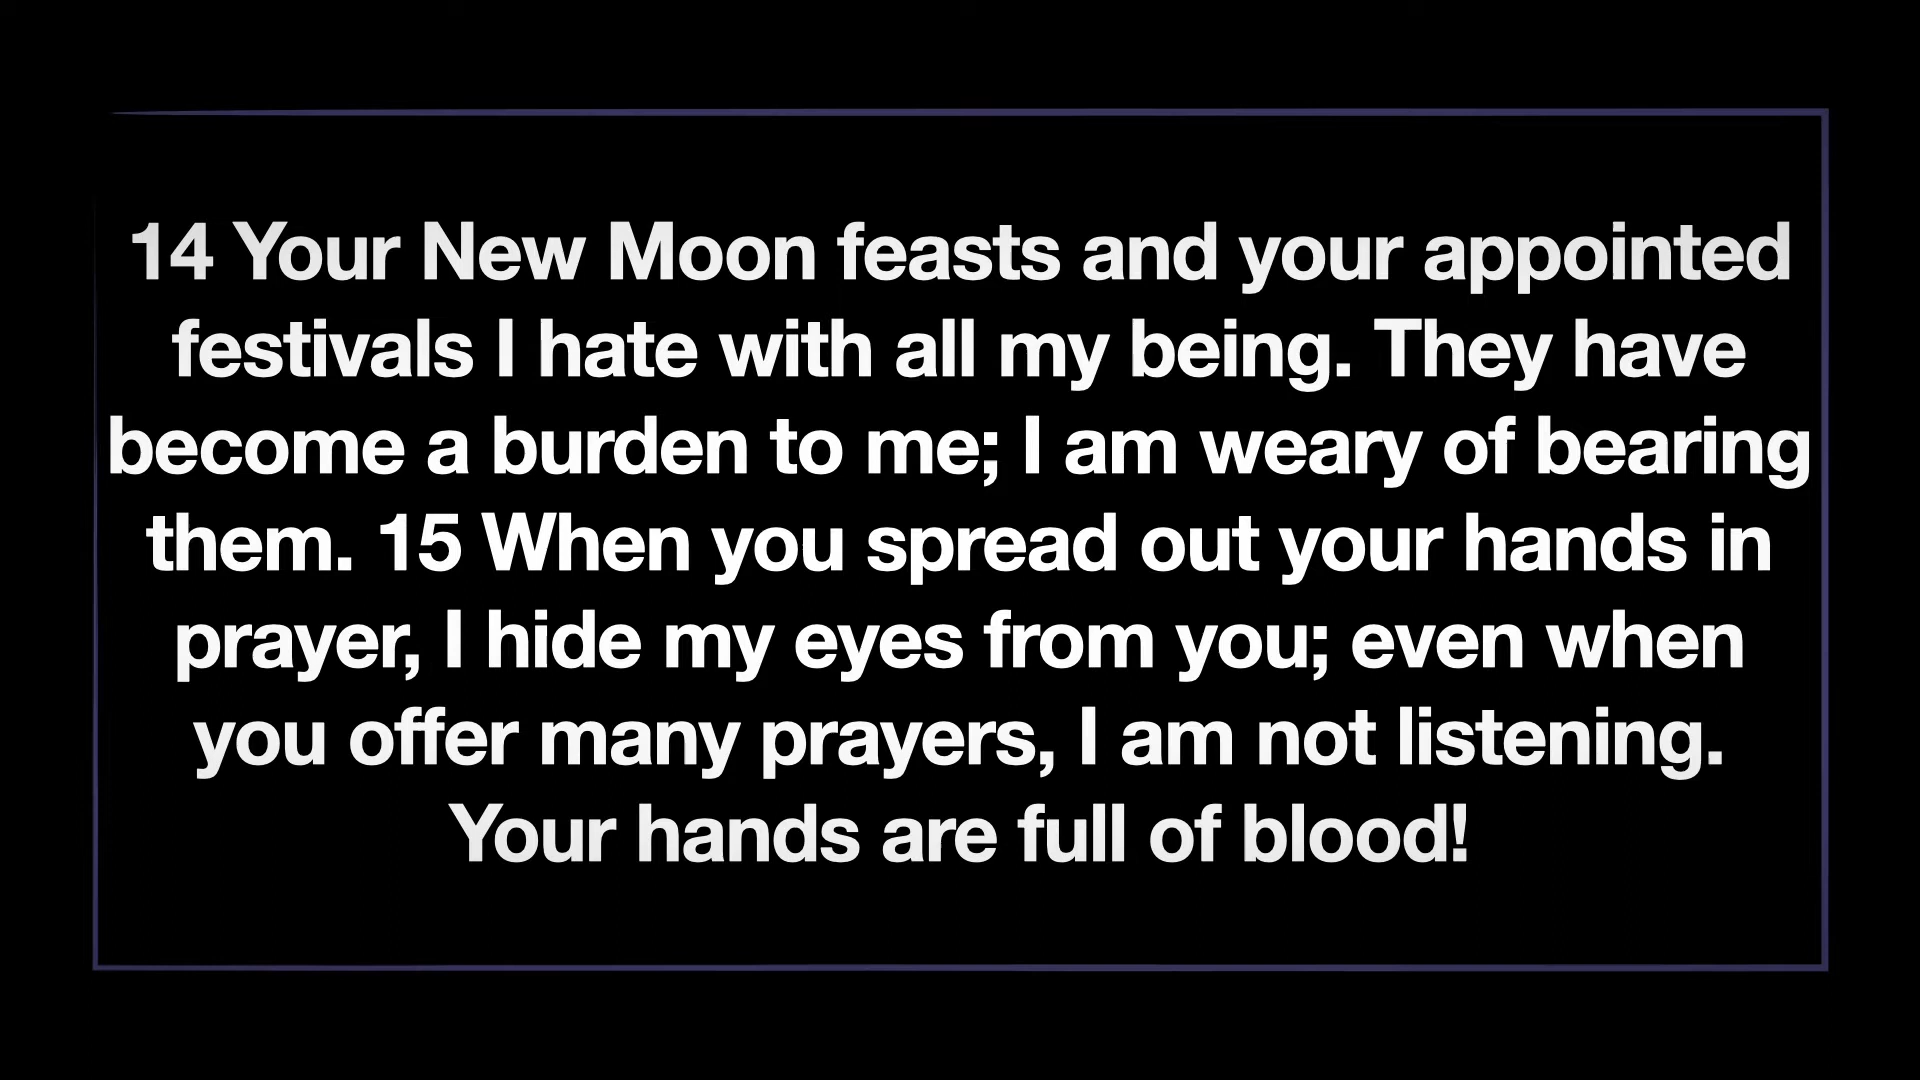 14 Your New Moon feasts and your appointed
festivals I hate with all my being. They have
become a burden to me; I am weary of bearing
them. 15 When you spread out your hands in
prayer, I hide my eyes from you; even when
you offer many prayers, I am not listening.
Your hands are full of blood!